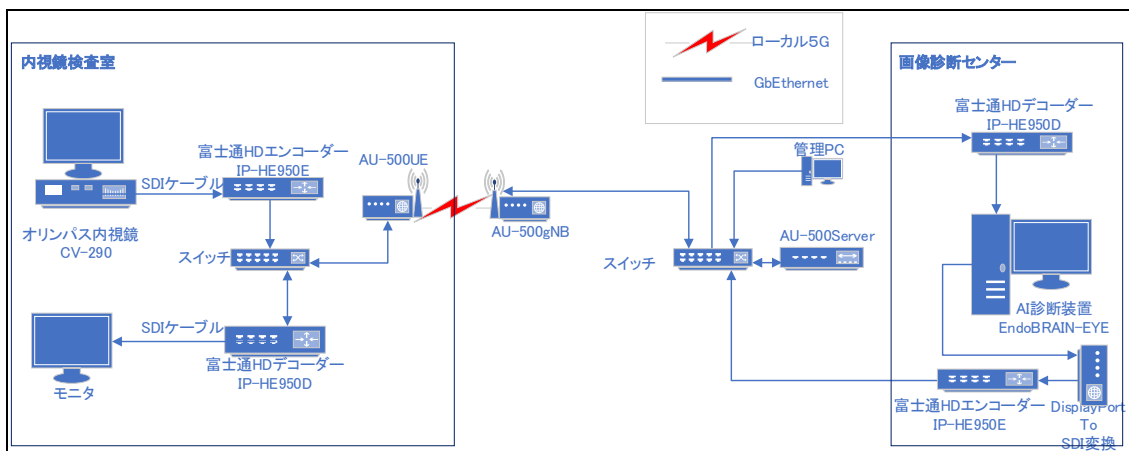 ローカル5G
GbEthernet
内視鏡検査室
オリンパス内視鏡
CV-290
SDIケーブル
富士通HDエンコーダー
IP-HE950E
スイッチ
SDIケーブル
富士通HDデコーダー
IP-HE950D
モニタ
AU-500UE
AU-500gNB
スイッチ
管理PC
AU-500Server
画像診断センター
富士通HDデコーダー
IP-HE950D
AI診断装置
EndoBRAIN-EYE
富士通HDエンコーダー
IP-HE950E
DisplayPort
To
SDI変換